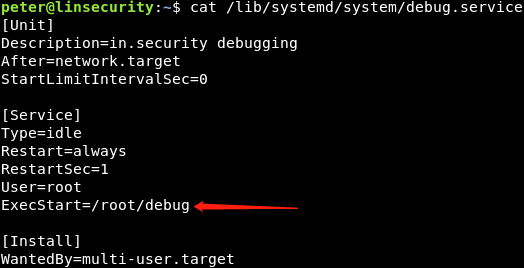 peter@linsecurity:~$ cat /lib/systemd/system/debug.service
[Unit]
Description=in.security debugging
After=network.target
StartLimitIntervalSec=0

[Service]
Type=idle
Restart=always
RestartSec=1
User=root
ExecStart=/root/debug

[Install]
WantedBy=multi-user.target